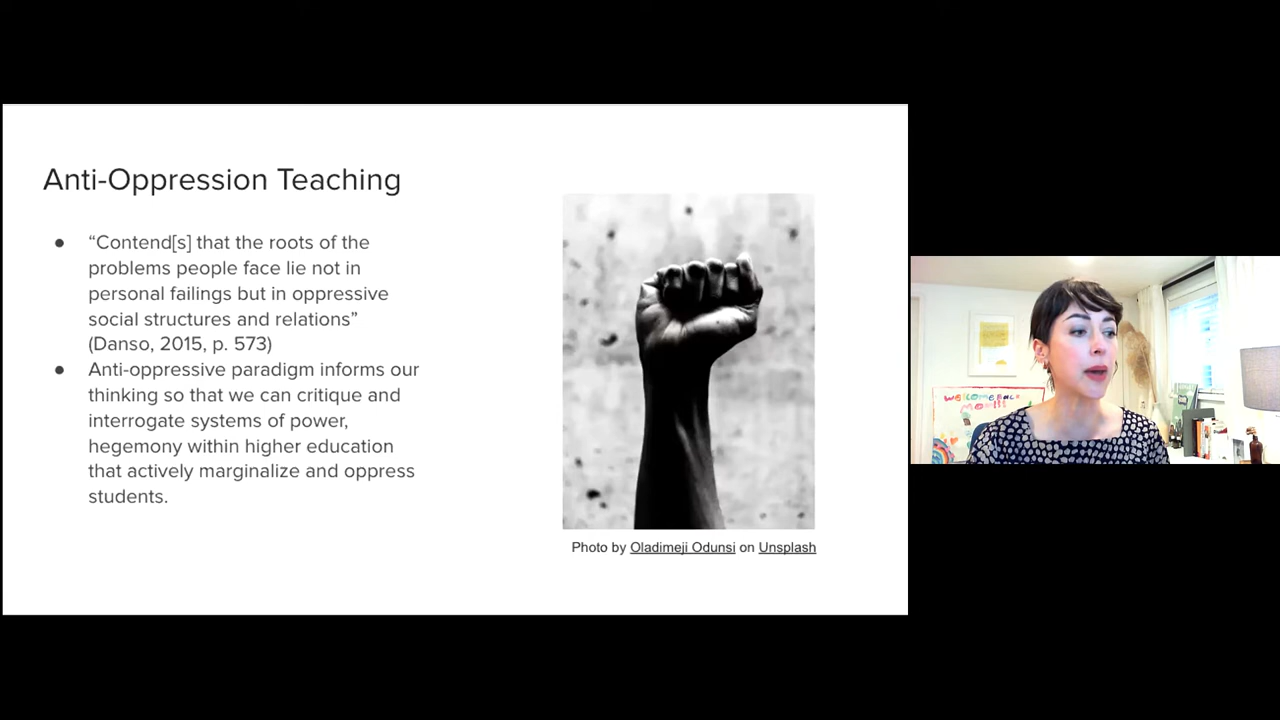 Anti-Oppression Teaching
● “Contend[s] that the roots of the
problems people face lie not in
personal failings but in oppressive
social structures and relations”
(Danso, 2015, p. 573)
● Anti-oppressive paradigm informs our
thinking so that we can critique and
interrogate systems of power,
hegemony within higher education
that actively marginalize and oppress
students.
Photo by Oladimeji Odunsi on Unsplash
welcome Back